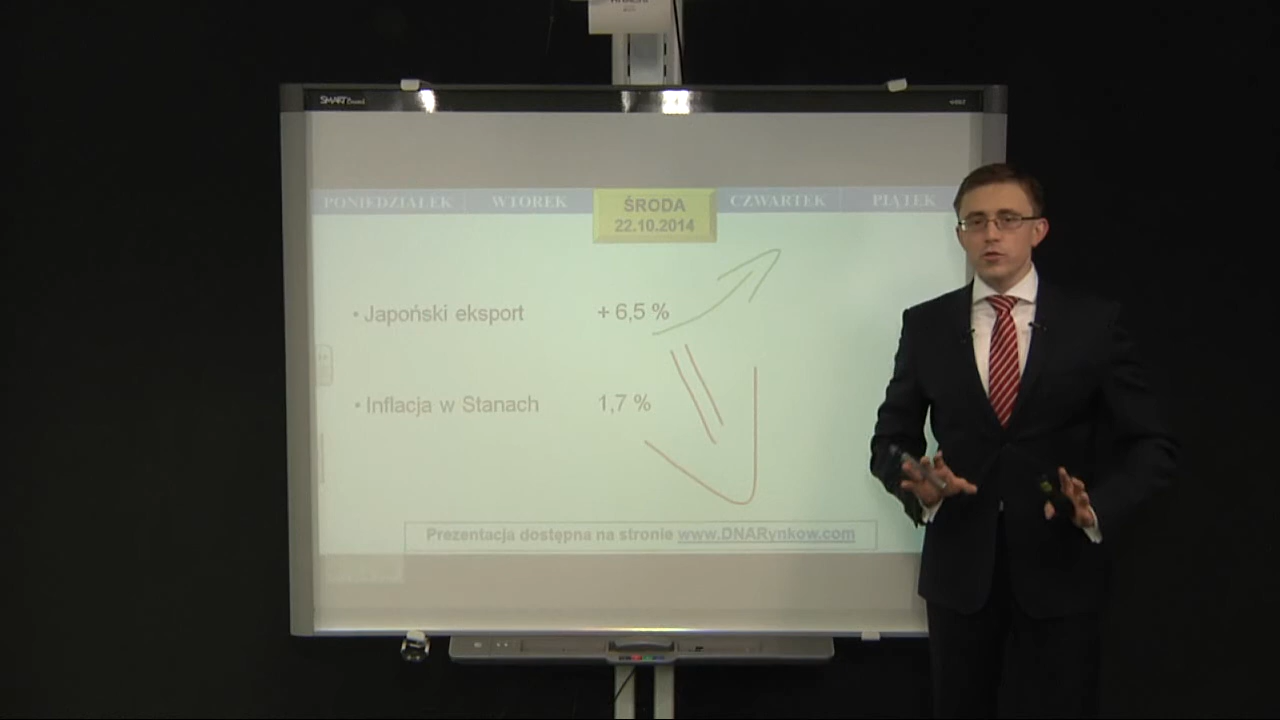 SMART Board
PONIEDZIAŁEK WTOREK ŚRODA CZWARTEK PIĄTEK
22.10.2014
• Japoński eksport + 6,5 %
• Inflacja w Stanach 1,7 %
Prezentacja dostępna na stronie www.DNARynkow.com